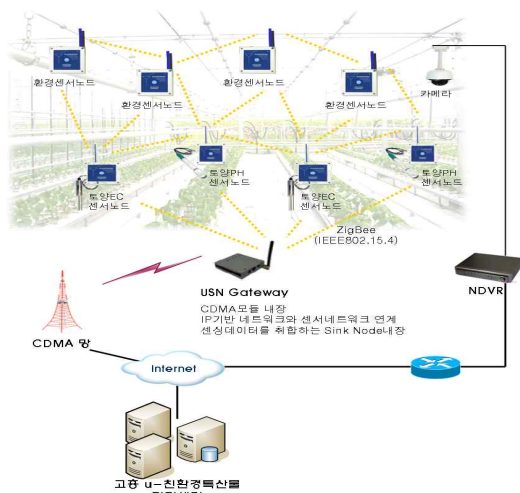 환경센서노드
환경센서노드
환경센서노드
환경센서노드
카메라
토양EC
센서노드
토양PH
센서노드
토양EC
센서노드
토양PH
센서노드
ZigBee
(IEEE802.15.4)
USN Gateway
CDMA모듈 내장
IP기반 네트워크와 센서네트워크 연계
센싱데이터를 취합하는 Sink Node내장
NDVR
CDMA 망
Internet
고흥 u-친환경특산물